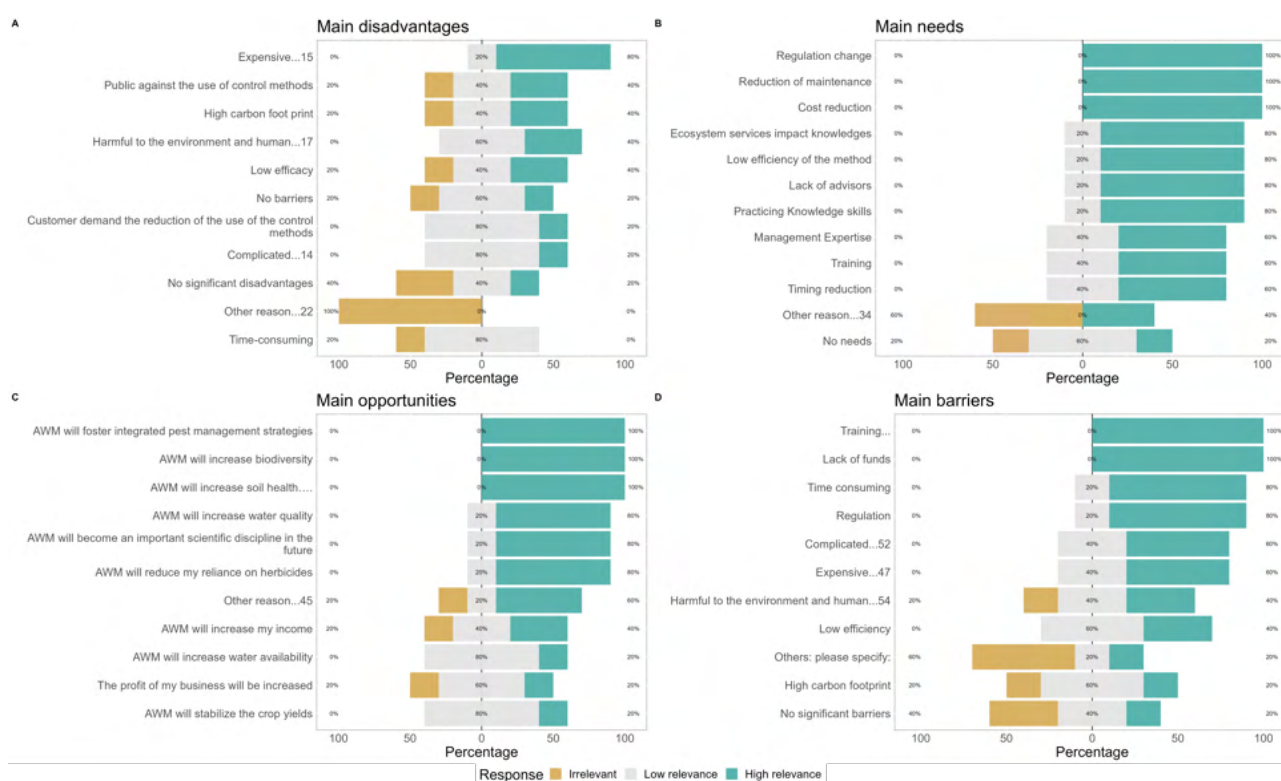 A Main disadvantages
Expensive...15 0% 20% 80%
Public against the use of control methods 20% 40% 40%
High carbon foot print 20% 40% 40%
Harmful to the environment and human...17 0% 60% 40%
Low efficacy 20% 40% 40%
No barriers 20% 60% 20%
Customer demand the reduction of the use of the control
methods 0% 80% 20%
Complicated...14 0% 80% 20%
No significant disadvantages 40% 40% 20%
Other reason...22 100% 0% 0%
Time-consuming 20% 80% 0%
100 50 0 50 100
Percentage
B Main needs
Regulation change 0% 0% 100%
Reduction of maintenance 0% 0% 100%
Cost reduction 0% 0% 100%
Ecosystem services impact knowledges 0% 20% 80%
Low efficiency of the method 0% 20% 80%
Lack of advisors 0% 20% 80%
Practicing Knowledge skills 0% 20% 80%
Management Expertise 0% 40% 60%
Training 0% 40% 60%
Timing reduction 0% 40% 60%
Other reason...34 60% 0% 40%
No needs 20% 60% 20%
100 50 0 50 100
Percentage
C Main opportunities
AWM will foster integrated pest management strategies 0% 0% 100%
AWM will increase biodiversity 0% 0% 100%
AWM will increase soil health.... 0% 0% 100%
AWM will increase water quality 0% 20% 80%
AWM will become an important scientific discipline in the
future 0% 20% 80%
AWM will reduce my reliance on herbicides 0% 20% 80%
Other reason...45 20% 20% 60%
AWM will increase my income 20% 40% 40%
AWM will increase water availability 0% 80% 20%
The profit of my business will be increased 20% 60% 20%
AWM will stabilize the crop yields 0% 80% 20%
100 50 0 50 100
Percentage
D Main barriers
Training... 0% 0% 100%
Lack of funds 0% 0% 100%
Time consuming 0% 20% 80%
Regulation 0% 20% 80%
Complicated...52 0% 40% 60%
Expensive...47 0% 40% 60%
Harmful to the environment and human...54 20% 40% 40%
Low efficiency 0% 60% 40%
Others: please specify: 60% 20% 20%
High carbon footprint 20% 60% 20%
No significant barriers 40% 40% 20%
100 50 0 50 100
Percentage
Response Irrelevant Low relevance High relevance